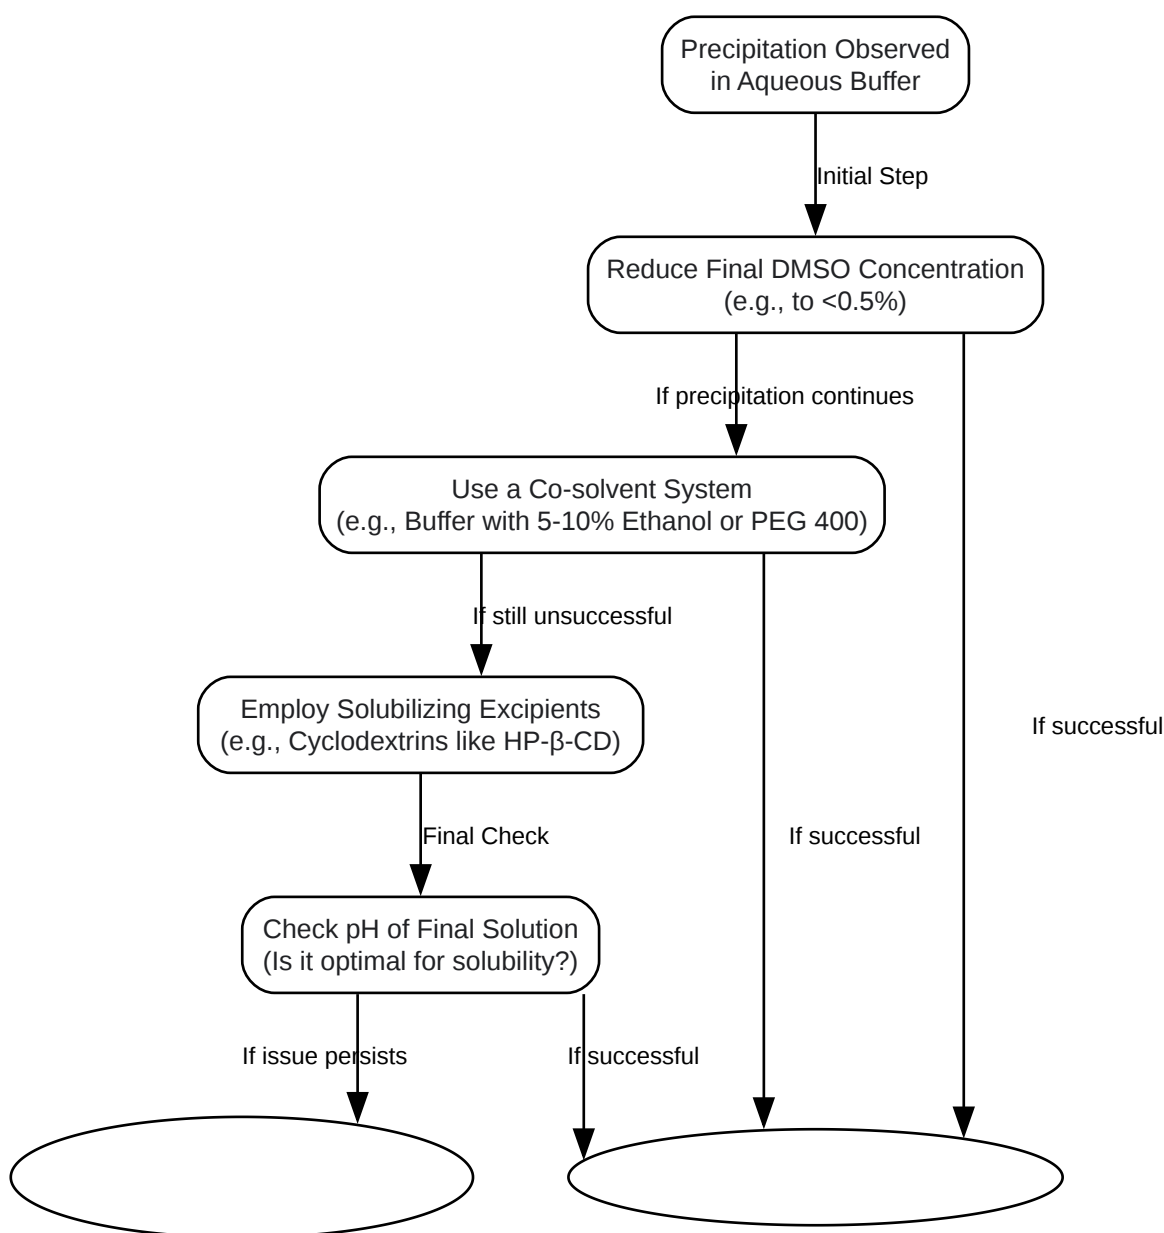 Precipitation Observed
in Aqueous Buffer
Initial Step
Reduce Final DMSO Concentration
(e.g., to <0.5%)
If precipitation continues
Use a Co-solvent System
(e.g., Buffer with 5-10% Ethanol or PEG 400)
If still unsuccessful
Employ Solubilizing Excipients
(e.g., Cyclodextrins like HP-β-CD)
If successful
Final Check
If successful
Check pH of Final Solution
(Is it optimal for solubility?)
If issue persists
If successful